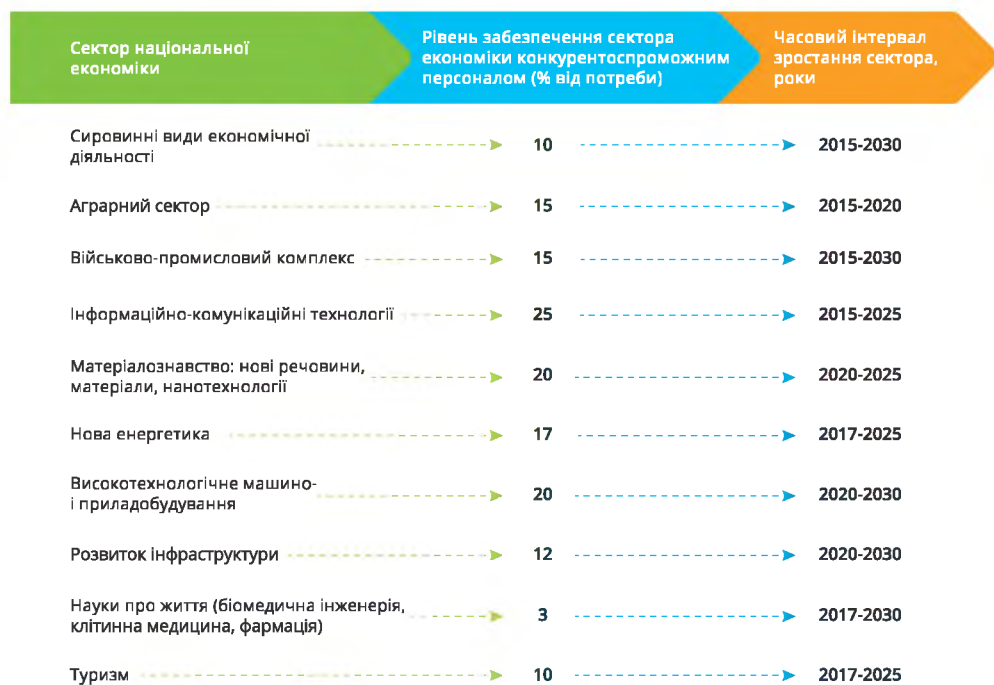 Сектор національної
економіки
Рівень забезпечення сектора
економіки конкурентоспроможним
персоналом (% від потреби)
Часовий інтервал
зростання сектора,
роки
Сировинні види економічної
діяльності
10
2015-2030
Аграрний сектор
15
2015-2020
Військово-промисловий комплекс
15
2015-2030
Інформаційно-комунікаційні технології
25
2015-2025
Матеріалознавство: нові речовини,
матеріали, нанотехнології
20
2020-2025
Нова енергетика
17
2017-2025
Високотехнологічне машино-
і приладобудування
20
2020-2030
Розвиток інфраструктури
12
2020-2030
Науки про життя (біомедична інженерія,
клітинна медицина, фармація)
3
2017-2030
Туризм
10
2017-2025